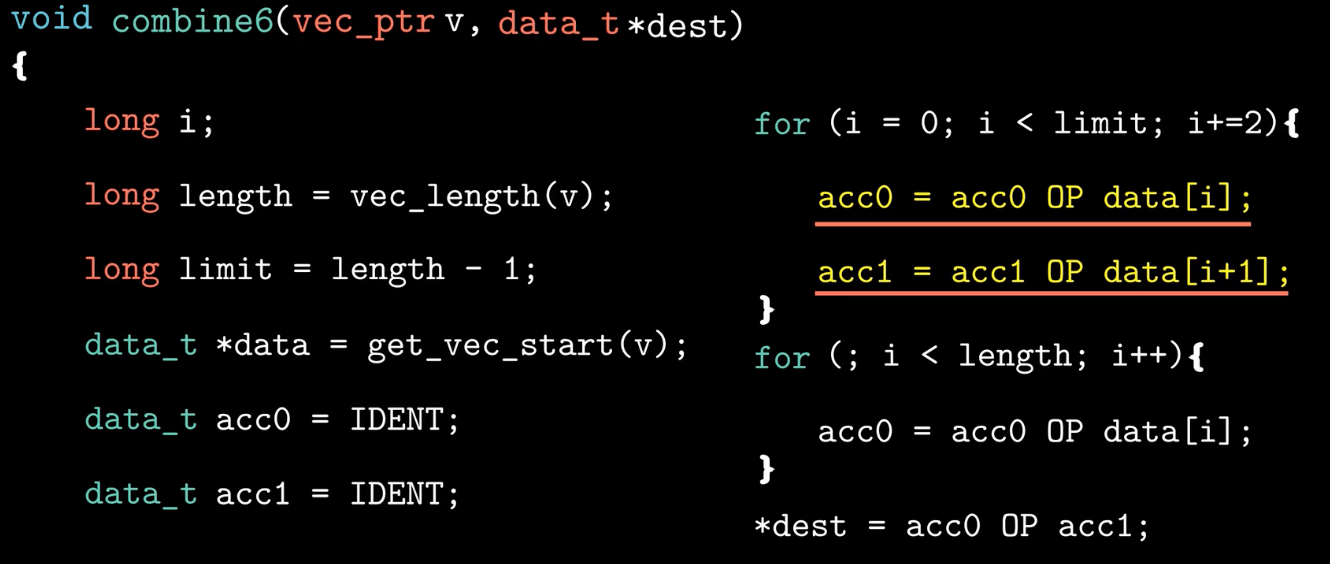 void combine6(vec_ptr v, data_t *dest)
{
long i;
long length = vec_length(v);
long limit = length - 1;
data_t *data = get_vec_start(v);
data_t acc0 = IDENT;
data_t acc1 = IDENT;
for (i = 0; i < limit; i+=2){
acc0 = acc0 OP data[i];
acc1 = acc1 OP data[i+1];
}
for (; i < length; i++){
acc0 = acc0 OP data[i];
}
*dest = acc0 OP acc1;